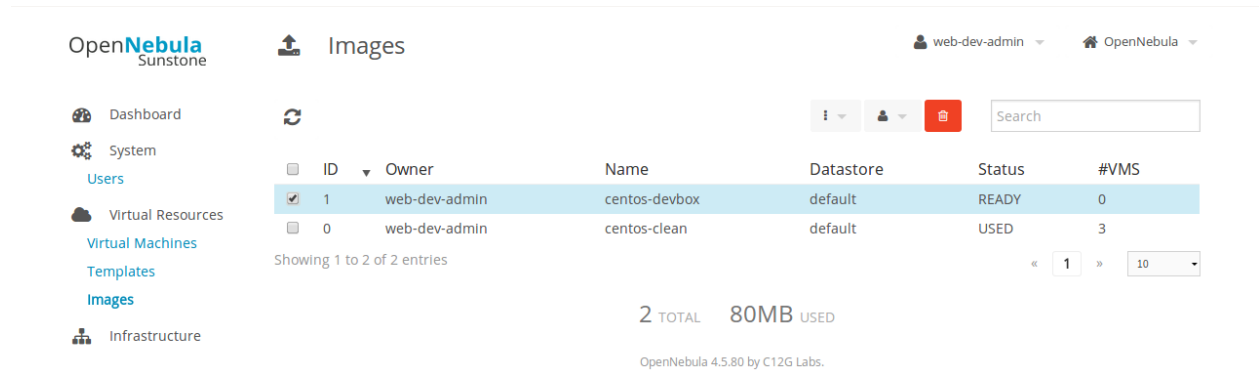 OpenNebula
Sunstone
Images
web-dev-admin
OpenNebula
Dashboard
System
Users
Virtual Resources
Virtual Machines
Templates
Images
Infrastructure
Search
ID Owner Name Datastore Status #VMS
1 web-dev-admin centos-devbox default READY 0
0 web-dev-admin centos-clean default USED 3
Showing 1 to 2 of 2 entries
« 1 » 10
2 TOTAL 80MB USED
OpenNebula 4.5.80 by C12G Labs.